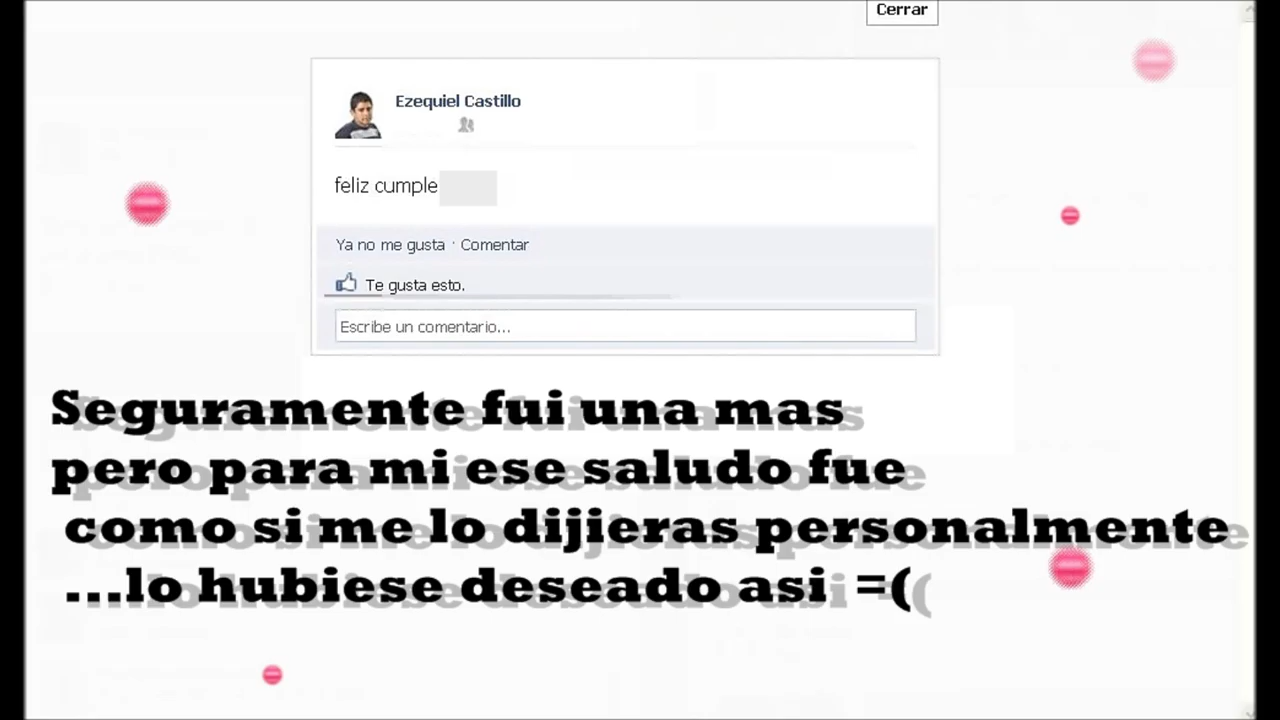 Cerrar
Ezequiel Castillo
feliz cumple
Ya no me gusta · Comentar
Te gusta esto.
Escribe un comentario...
Seguramente fui una mas
pero para mi ese saludo fue
como si me lo dijieras personalmente
...lo hubiese deseado asi =(